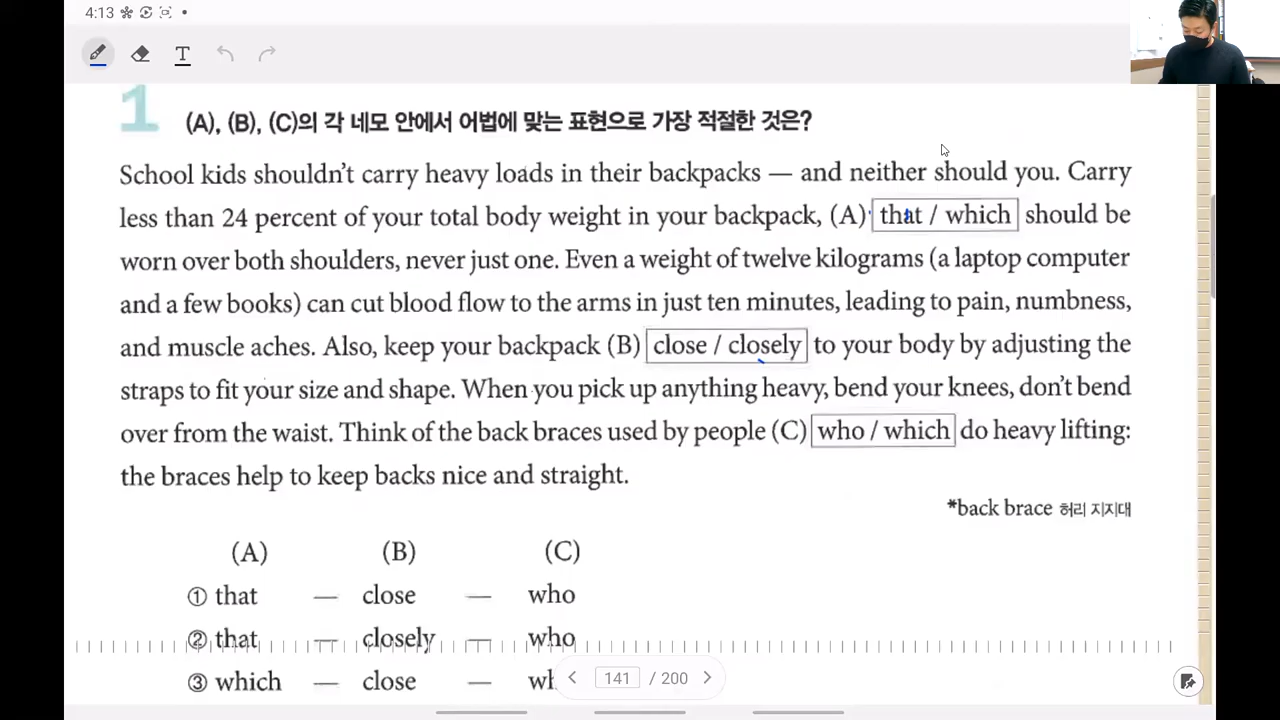 4:13
T
1
(A), (B), (C)의 각 네모 안에서 어법에 맞는 표현으로 가장 적절한 것은?
School kids shouldn't carry heavy loads in their backpacks — and neither should you. Carry
less than 24 percent of your total body weight in your backpack, (A) that / which should be
worn over both shoulders, never just one. Even a weight of twelve kilograms (a laptop computer
and a few books) can cut blood flow to the arms in just ten minutes, leading to pain, numbness,
and muscle aches. Also, keep your backpack (B) close / closely to your body by adjusting the
straps to fit your size and shape. When you pick up anything heavy, bend your knees, don't bend
over from the waist. Think of the back braces used by people (C) who / which do heavy lifting:
the braces help to keep backs nice and straight.
*back brace 허리 지지대
(A) (B) (C)
① that — close — who
② that — closely — who
③ which — close —
141 / 200